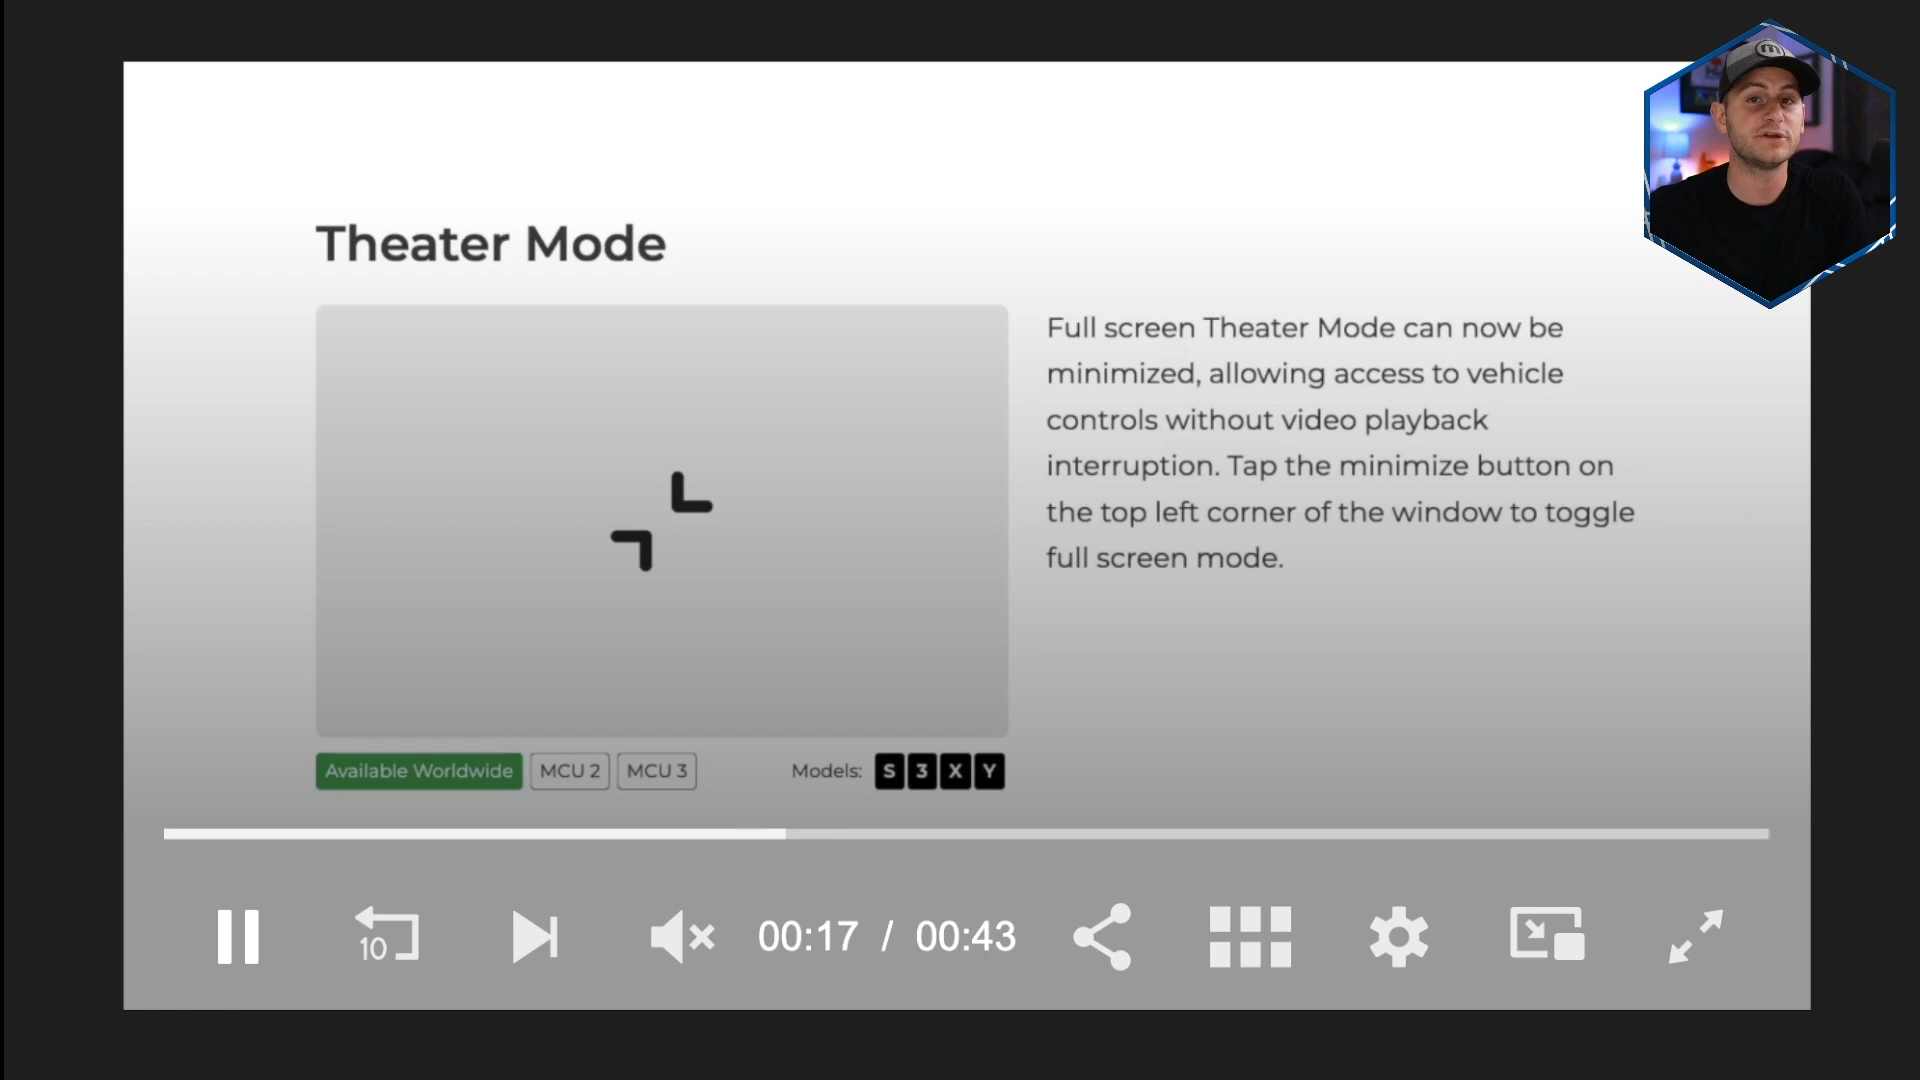 Theater Mode
Full screen Theater Mode can now be
minimized, allowing access to vehicle
controls without video playback
interruption. Tap the minimize button on
the top left corner of the window to toggle
full screen mode.
Available Worldwide MCU 2 MCU 3 Models: S 3 X Y
10 00:17 / 00:43